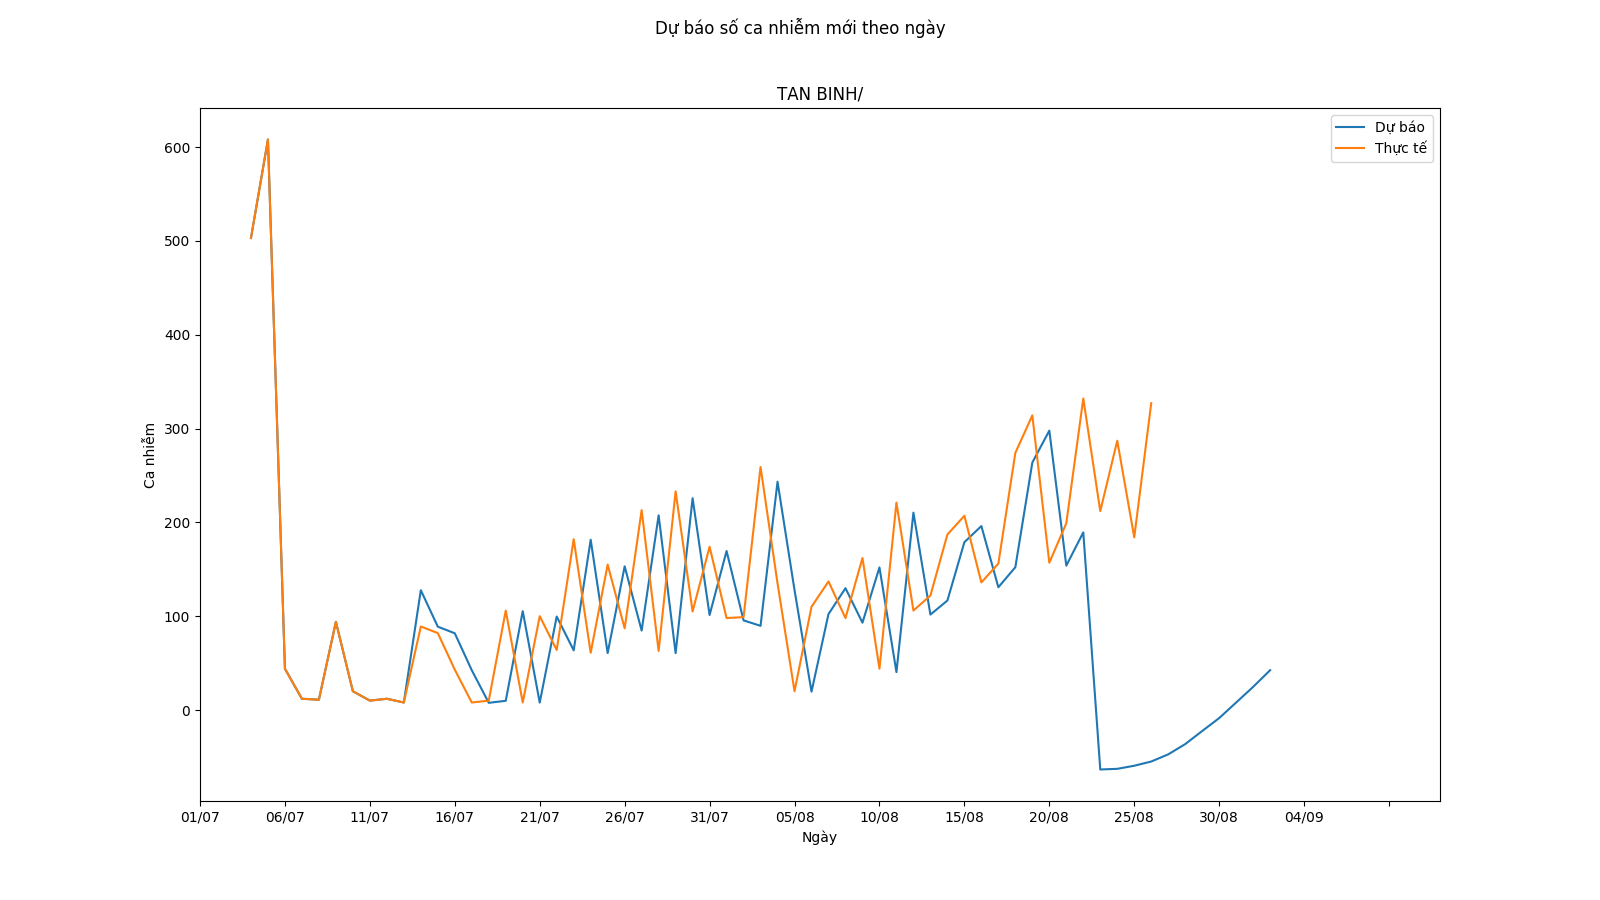 Dự báo số ca nhiễm mới theo ngày
TAN BINH/
Dự báo
Thực tế
600
500
400
300
200
100
0
Ca nhiễm
01/07 06/07 11/07 16/07 21/07 26/07 31/07 05/08 10/08 15/08 20/08 25/08 30/08 04/09
Ngày